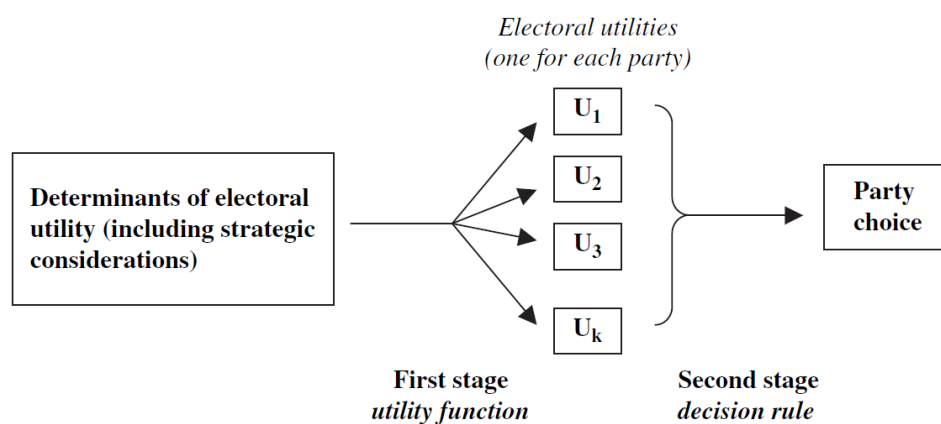 Electoral utilities
(one for each party)
U1
U2
U3
Uk
Determinants of electoral
utility (including strategic
considerations)
Party
choice
First stage
utility function
Second stage
decision rule